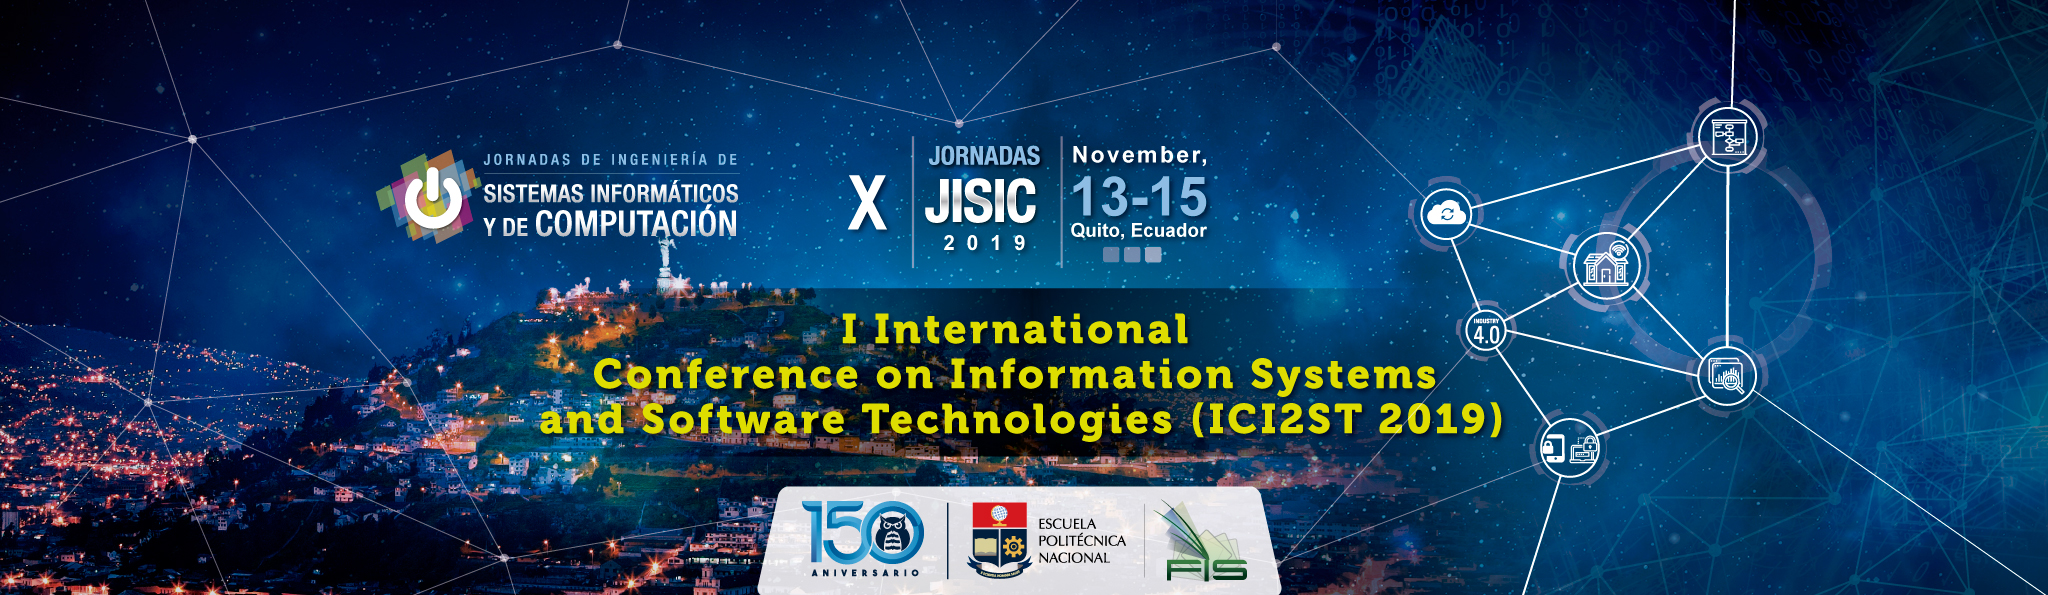 JORNADAS DE INGENIERÍA DE
SISTEMAS INFORMÁTICOS
Y DE COMPUTACIÓN
X
JORNADAS
JISIC
2019
November,
13-15
Quito, Ecuador
I International
Conference on Information Systems
and Software Technologies (ICI2ST 2019)
INDUSTRY
4.0
150
ANIVERSARIO
ESCUELA
POLITÉCNICA
NACIONAL
FIS